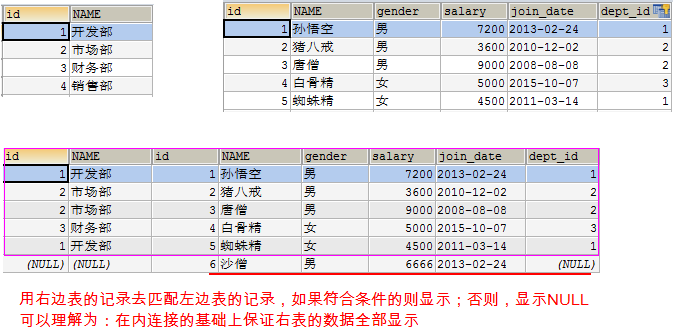 id NAME
1 开发部
2 市场部
3 财务部
4 销售部
id NAME gender salary join_date dept_id
1 孙悟空 男 7200 2013-02-24 1
2 猪八戒 男 3600 2010-12-02 2
3 唐僧 男 9000 2008-08-08 2
4 白骨精 女 5000 2015-10-07 3
5 蜘蛛精 女 4500 2011-03-14 1
id NAME id NAME gender salary join_date dept_id
1 开发部 1 孙悟空 男 7200 2013-02-24 1
2 市场部 2 猪八戒 男 3600 2010-12-02 2
2 市场部 3 唐僧 男 9000 2008-08-08 2
3 财务部 4 白骨精 女 5000 2015-10-07 3
1 开发部 5 蜘蛛精 女 4500 2011-03-14 1
(NULL) (NULL) 6 沙僧 男 6666 2013-02-24 (NULL)
用右边表的记录去匹配左边表的记录，如果符合条件的则显示；否则，显示NULL
可以理解为：在内连接的基础上保证右表的数据全部显示